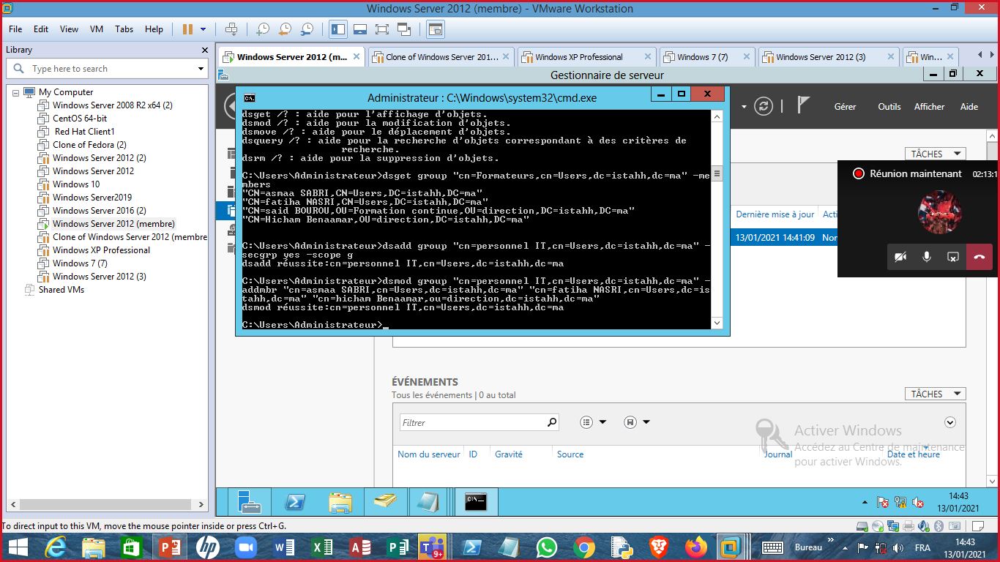 Windows Server 2012 (membre) - VMware Workstation
File Edit View VM Tabs Help
Library
Type here to search
My Computer
Windows Server 2008 R2 x64 (2)
CentOS 64-bit
Red Hat Client1
Clone of Fedora (2)
Windows Server 2012 (2)
Windows Server 2012
Windows 10
Windows Server2019
Windows Server 2016 (2)
Windows Server 2012 (membre)
Clone of Windows Server 2012 (membre
Windows XP Professional
Windows 7 (7)
Windows Server 2012 (3)
Shared VMs
Windows Server 2012 (m... Clone of Windows Server 201... Windows XP Professional Windows 7 (7) Windows Server 2012 (3) Win...
Gestionnaire de serveur
Gérer Outils Afficher Aide
Administrateur : C:\Windows\system32\cmd.exe
dsget /? : aide pour l'affichage d'objets.
dsmod /? : aide pour la modification d'objets.
dsmove /? : aide pour le déplacement d'objets.
dsquery /? : aide pour la recherche d'objets correspondant à des critères de
recherche.
dsrm /? : aide pour la suppression d'objets.
C:\Users\Administrateur>dsget group "cn=Formateurs,cn=Users,dc=istahh,dc=ma" -me
mbers
"CN=asmaa SABRI,CN=Users,DC=istahh,DC=ma"
"CN=fatiha NASRI,CN=Users,DC=istahh,DC=ma"
"CN=said BOUROU,OU=Formation continue,OU=direction,DC=istahh,DC=ma"
"CN=Hicham Benaamar,OU=direction,DC=istahh,DC=ma"
C:\Users\Administrateur>dsadd group "cn=personnel IT,cn=Users,dc=istahh,dc=ma" -
secgrp yes -scope g
dsadd réussite:cn=personnel IT,cn=Users,dc=istahh,dc=ma
C:\Users\Administrateur>dsmod group "cn=personnel IT,cn=Users,dc=istahh,dc=ma" -
addmbr "cn=asmaa SABRI,cn=Users,dc=istahh,dc=ma" "cn=fatiha NASRI,cn=Users,dc=is
tahh,dc=ma" "cn=hicham Benaamar,ou=direction,dc=istahh,dc=ma"
dsmod réussite:cn=personnel IT,cn=Users,dc=istahh,dc=ma
C:\Users\Administrateur>_
TÂCHES
Réunion maintenant 02:13:1
Dernière mise à jour Acti
13/01/2021 14:41:09 Non
ÉVÉNEMENTS
Tous les événements | 0 au total
TÂCHES
Filtrer
Nom du serveur ID Gravité Source Journal Date et heure
Activer Windows
Accédez au Centre de maintenance
pour activer Windows.
14:43
13/01/2021
To direct input to this VM, move the mouse pointer inside or press Ctrl+G.
9+
Bureau FRA
14:43
13/01/2021